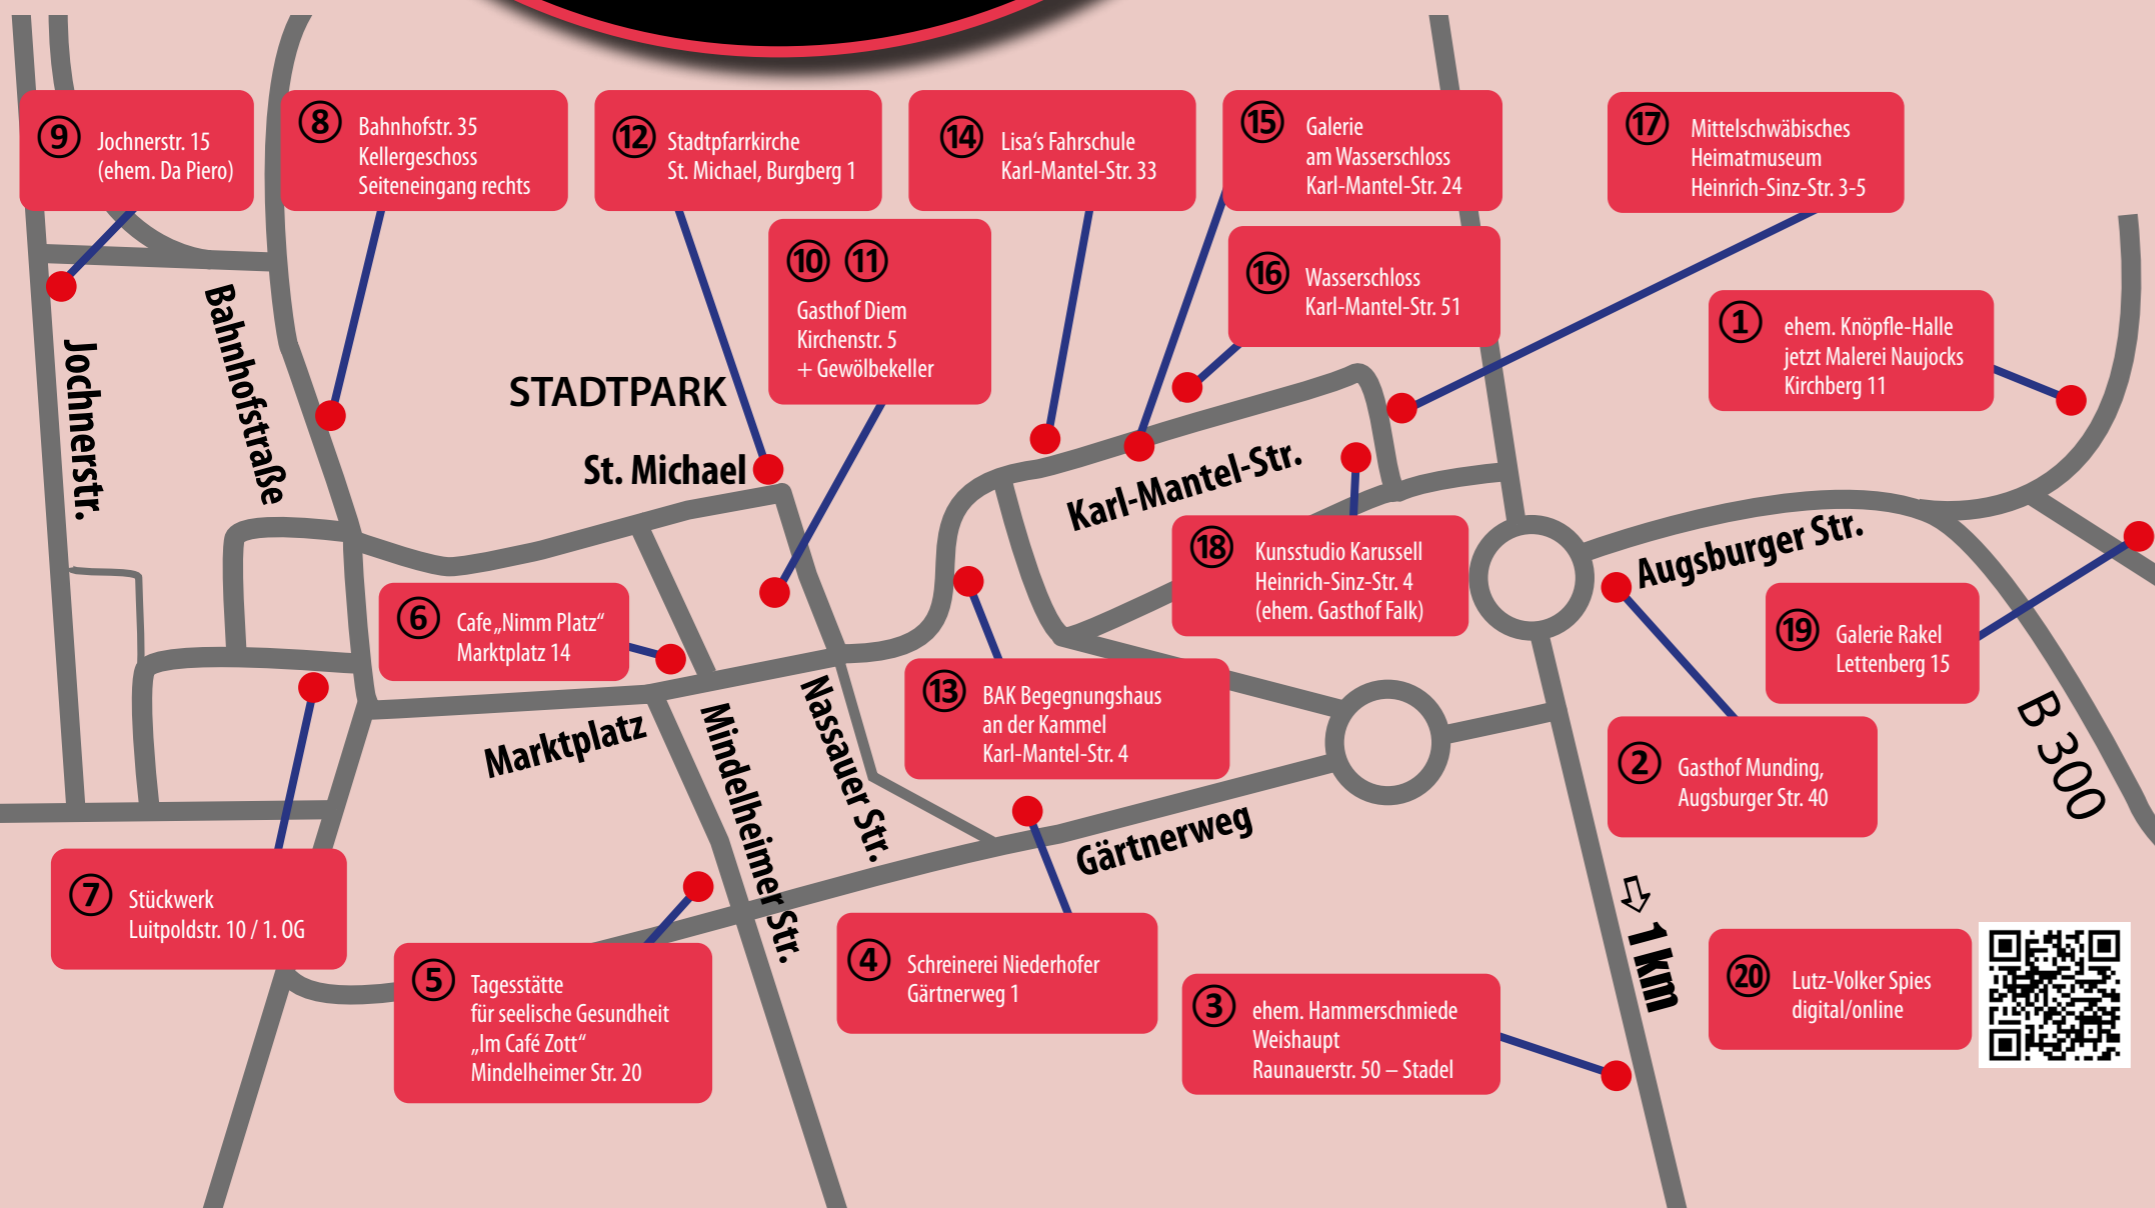 9
Jochnerstr. 15
(ehem. Da Piero)
8
Bahnhofstr. 35
Kellergeschoss
Seiteneingang rechts
12
Stadtpfarrkirche
St. Michael, Burgberg 1
14
Lisa‘s Fahrschule
Karl-Mantel-Str. 33
15
Galerie
am Wasserschloss
Karl-Mantel-Str. 24
17
Mittelschwäbisches
Heimatmuseum
Heinrich-Sinz-Str. 3-5
10 11
Gasthof Diem
Kirchenstr. 5
+ Gewölbekeller
16
Wasserschloss
Karl-Mantel-Str. 51
1
ehem. Knöpfle-Halle
jetzt Malerei Naujocks
Kirchberg 11
Jochnerstr.
Bahnhofstraße
STADTPARK
St. Michael
Karl-Mantel-Str.
18
Kunsstudio Karussell
Heinrich-Sinz-Str. 4
(ehem. Gasthof Falk)
Augsburger Str.
6
Cafe „Nimm Platz“
Marktplatz 14
19
Galerie Rakel
Lettenberg 15
13
BAK Begegnungshaus
an der Kammel
Karl-Mantel-Str. 4
Marktplatz
Mindelheimer Str.
Nassauer Str.
Gärtnerweg
2
Gasthof Munding,
Augsburger Str. 40
B 300
7
Stückwerk
Luitpoldstr. 10 / 1. OG
5
Tagesstätte
für seelische Gesundheit
„Im Café Zott“
Mindelheimer Str. 20
4
Schreinerei Niederhofer
Gärtnerweg 1
3
ehem. Hammerschmiede
Weishaupt
Raunauerstr. 50 – Stadel
1 km
20
Lutz-Volker Spies
digital/online